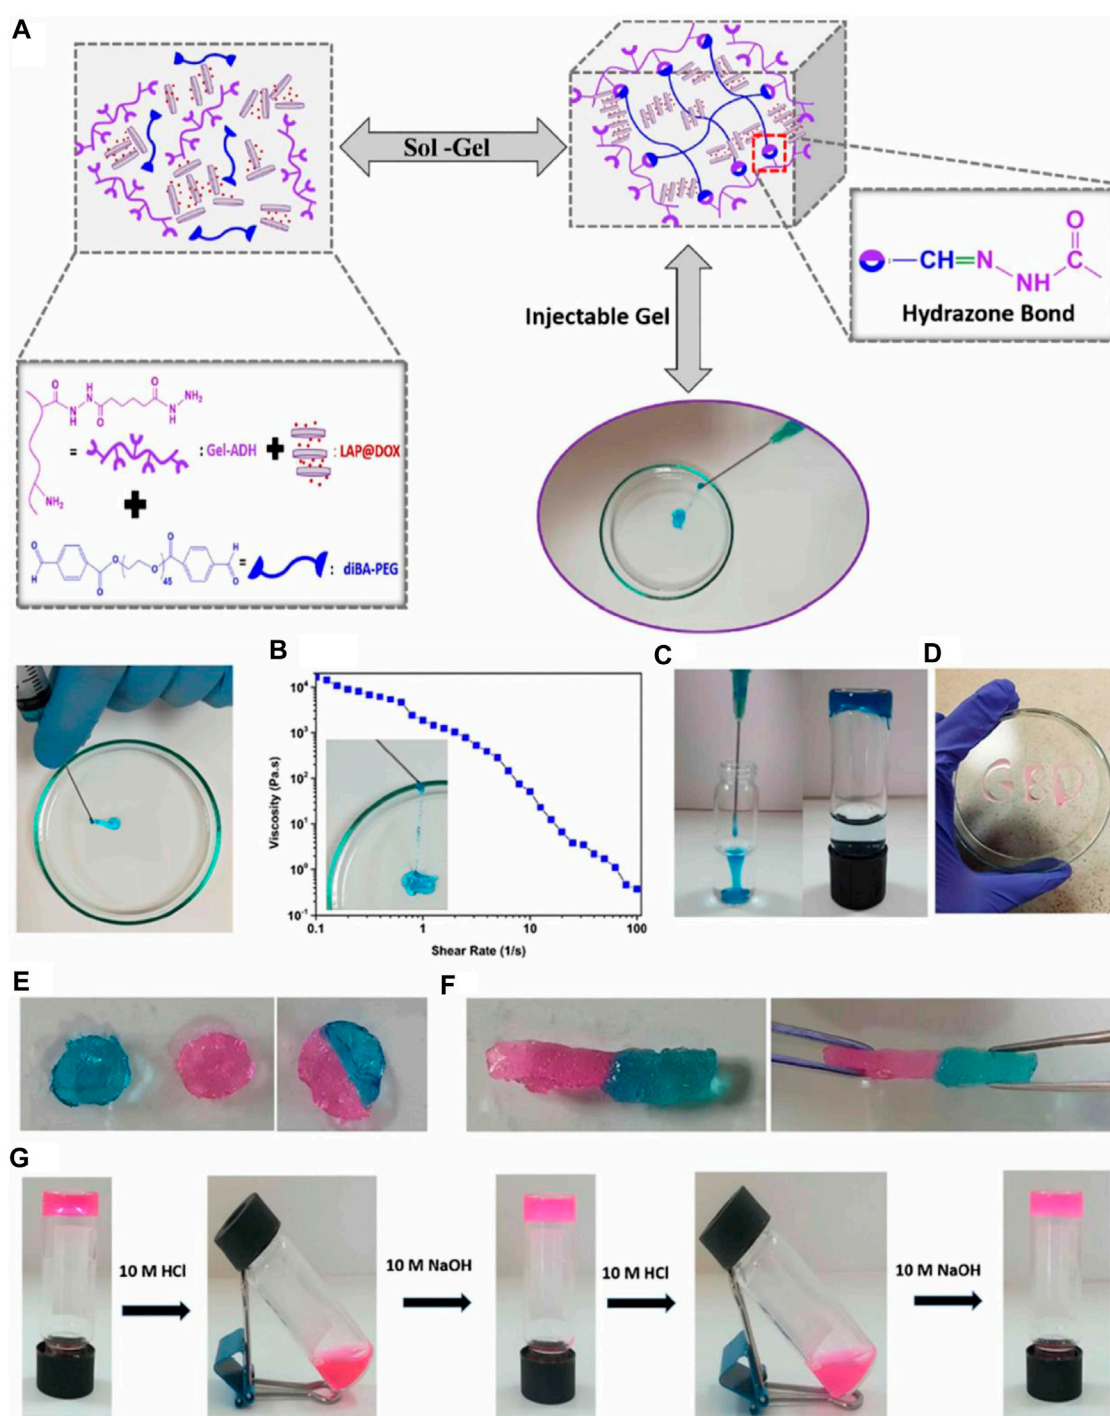 A
Sol -Gel
O
CH=N
NH
C
Hydrazone Bond
Injectable Gel
O
H
N
N
H
O
O
H
N
N
H
NH₂
= : Gel-ADH + : LAP@DOX
NH₂
+
O
H
O
O
O
O
45
O
H
O
= : diBA-PEG
B
C
D
10⁴
10³
10²
10¹
10⁰
10⁻¹
Viscosity (Pa.s)
0.1 1 10 100
Shear Rate (1/s)
GBD
E
F
G
10 M HCl
10 M NaOH
10 M HCl
10 M NaOH